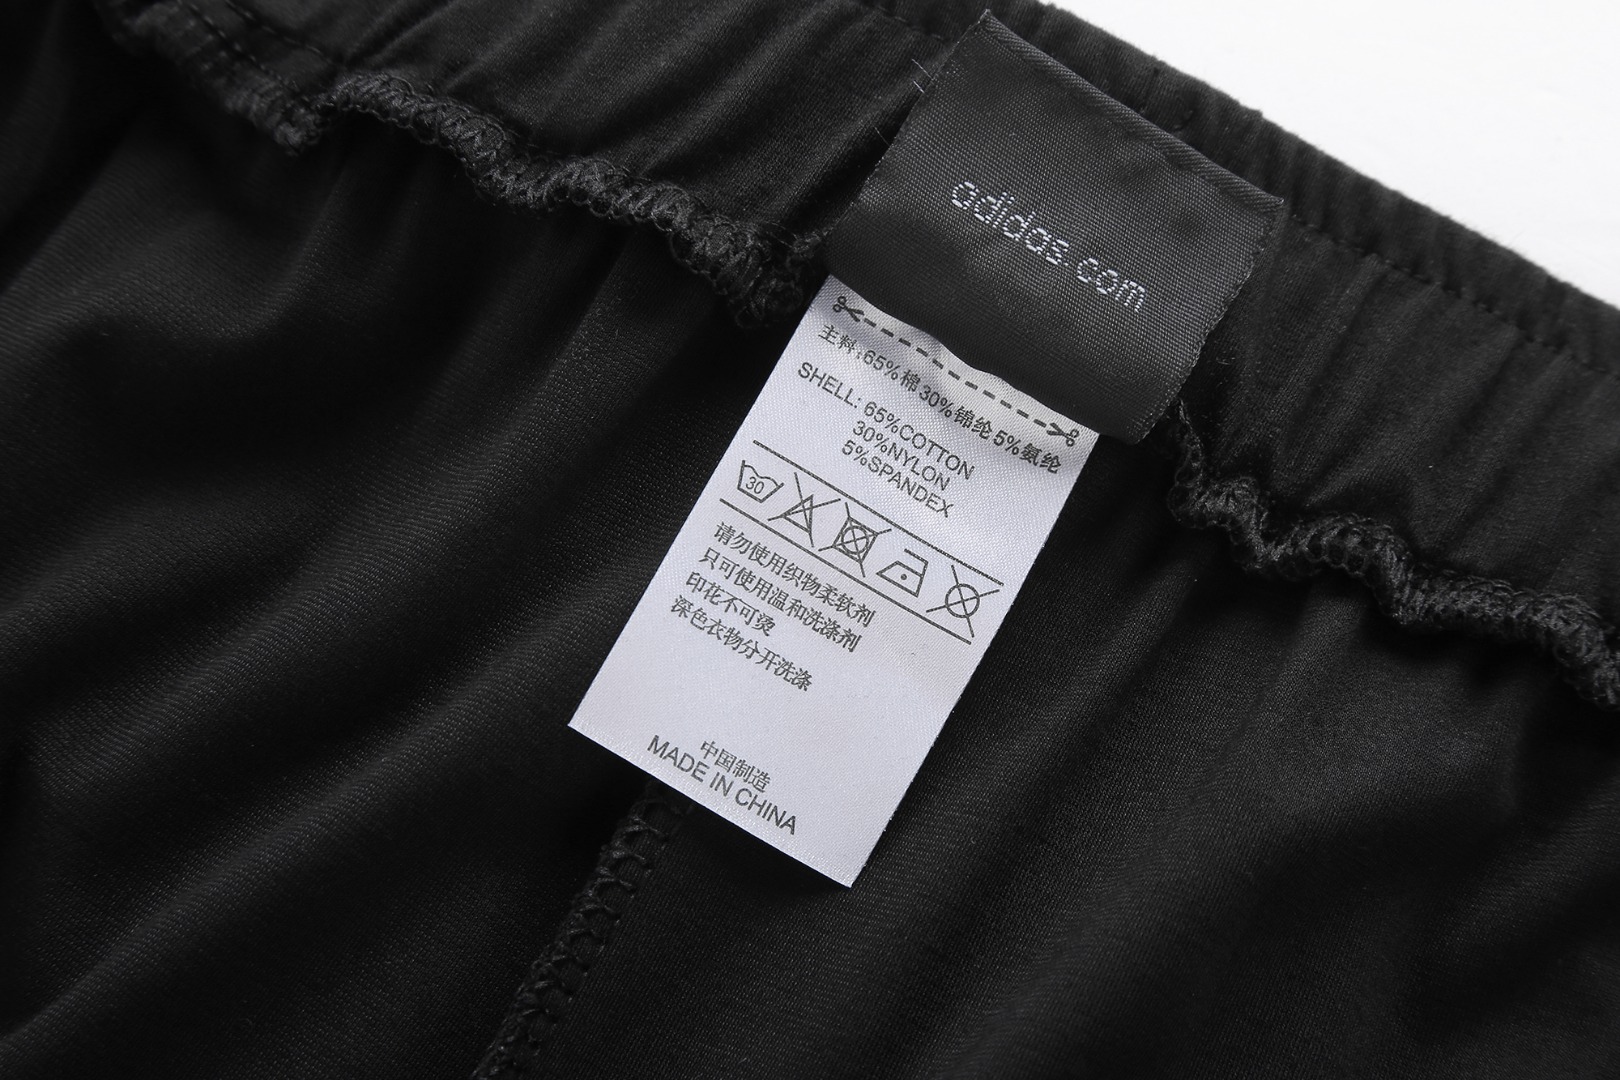 adidas.com
主料:65%棉 30%锦纶 5%氨纶
SHELL: 65%COTTON
30%NYLON
5%SPANDEX
30
请勿使用织物柔软剂
只可使用温和洗涤剂
印花不可烫
深色衣物分开洗涤
中国制造
MADE IN CHINA